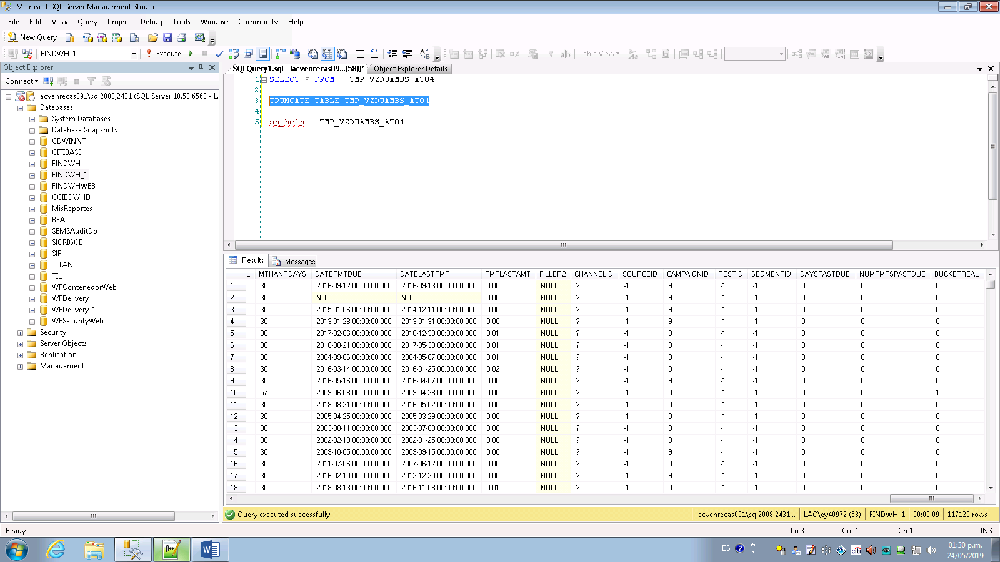 Microsoft SQL Server Management Studio
File Edit View Query Project Debug Tools Window Community Help
New Query
FINDWH_1 Execute Table View
Object Explorer
SQLQuery1.sql - lacvenrecas09...(58))* Object Explorer Details
Connect
lacvenrecas091\sql2008,2431 (SQL Server 10.50.6560 - L
Databases
System Databases
Database Snapshots
CDWINNT
CITIBASE
FINDWH
FINDWH_1
FINDWHWEB
GCIBDWHD
MisReportes
REA
SEMSAuditDb
SICRIGCB
SIF
TITAN
TIU
WFContenedorWeb
WFDelivery
WFDelivery-1
WFSecurityWeb
Security
Server Objects
Replication
Management
1 SELECT * FROM TMP_VZDWAMBS_AT04
2
3 TRUNCATE TABLE TMP_VZDWAMBS_AT04
4
5 sp_help TMP_VZDWAMBS_AT04
Results Messages
L MTHANRDAYS DATEPMTDUE DATELASTPMT PMTLASTAMT FILLER2 CHANNELID SOURCEID CAMPAIGNID TESTID SEGMENTID DAYSPASTDUE NUMPMTSPASTDUE BUCKETREAL
1 30 2016-09-12 00:00:00.000 2016-09-13 00:00:00.000 0.00 NULL ? -1 9 -1 -1 0 0 0
2 30 NULL NULL 0.00 NULL ? -1 9 -1 -1 0 0 0
3 30 2015-01-06 00:00:00.000 2014-12-11 00:00:00.000 0.00 NULL ? -1 9 -1 -1 0 0 0
4 30 2013-01-28 00:00:00.000 2013-01-31 00:00:00.000 0.00 NULL ? -1 9 -1 -1 0 0 0
5 30 2017-02-06 00:00:00.000 2016-12-30 00:00:00.000 0.01 NULL ? -1 0 -1 -1 0 0 0
6 30 2018-08-21 00:00:00.000 2017-05-30 00:00:00.000 0.01 NULL ? -1 0 -1 -1 0 0 0
7 30 2004-09-06 00:00:00.000 2004-05-07 00:00:00.000 0.01 NULL ? -1 9 -1 -1 0 0 0
8 30 2016-03-14 00:00:00.000 2016-01-25 00:00:00.000 0.02 NULL ? -1 0 -1 -1 0 0 0
9 30 2016-05-16 00:00:00.000 2016-04-07 00:00:00.000 0.00 NULL ? -1 9 -1 -1 0 0 0
10 57 2009-06-08 00:00:00.000 2009-04-28 00:00:00.000 0.00 NULL ? -1 0 -1 -1 0 0 1
11 30 2018-08-21 00:00:00.000 2016-05-02 00:00:00.000 0.00 NULL ? -1 0 -1 -1 0 0 0
12 30 2005-04-25 00:00:00.000 2005-03-29 00:00:00.000 0.00 NULL ? -1 0 -1 -1 0 0 0
13 30 2003-08-11 00:00:00.000 2003-07-03 00:00:00.000 0.00 NULL ? -1 9 -1 -1 0 0 0
14 30 2002-02-13 00:00:00.000 2002-01-25 00:00:00.000 0.00 NULL ? -1 0 -1 -1 0 0 0
15 30 2009-10-05 00:00:00.000 2009-09-15 00:00:00.000 0.00 NULL ? -1 9 -1 -1 0 0 0
16 30 2011-07-06 00:00:00.000 2007-06-12 00:00:00.000 0.00 NULL ? -1 0 -1 -1 0 0 0
17 30 2016-02-10 00:00:00.000 2012-12-20 00:00:00.000 0.00 NULL ? -1 9 -1 -1 0 0 0
18 30 2018-08-13 00:00:00.000 2016-11-08 00:00:00.000 0.01 NULL ? -1 0 -1 -1 0 0 0
Query executed successfully. lacvenrecas091\sql2008,2431... LAC\ey40972 (58) FINDWH_1 00:00:09 117120 rows
Ready Ln 3 Col 1 Ch 1 INS
ES citi 01:30 p.m.
24/05/2019